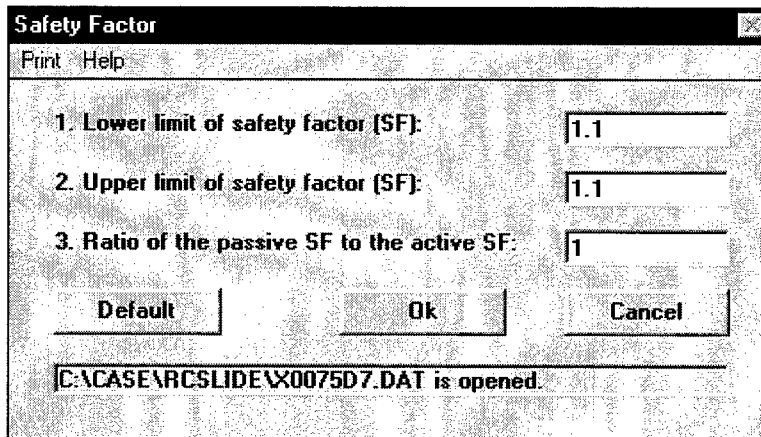 Safety Factor
Print Help
1. Lower limit of safety factor (SF): 1.1
2. Upper limit of safety factor (SF): 1.1
3. Ratio of the passive SF to the active SF: 1
Default Ok Cancel
C:\CASE\RCSLIDE\X0075D7.DAT is opened.